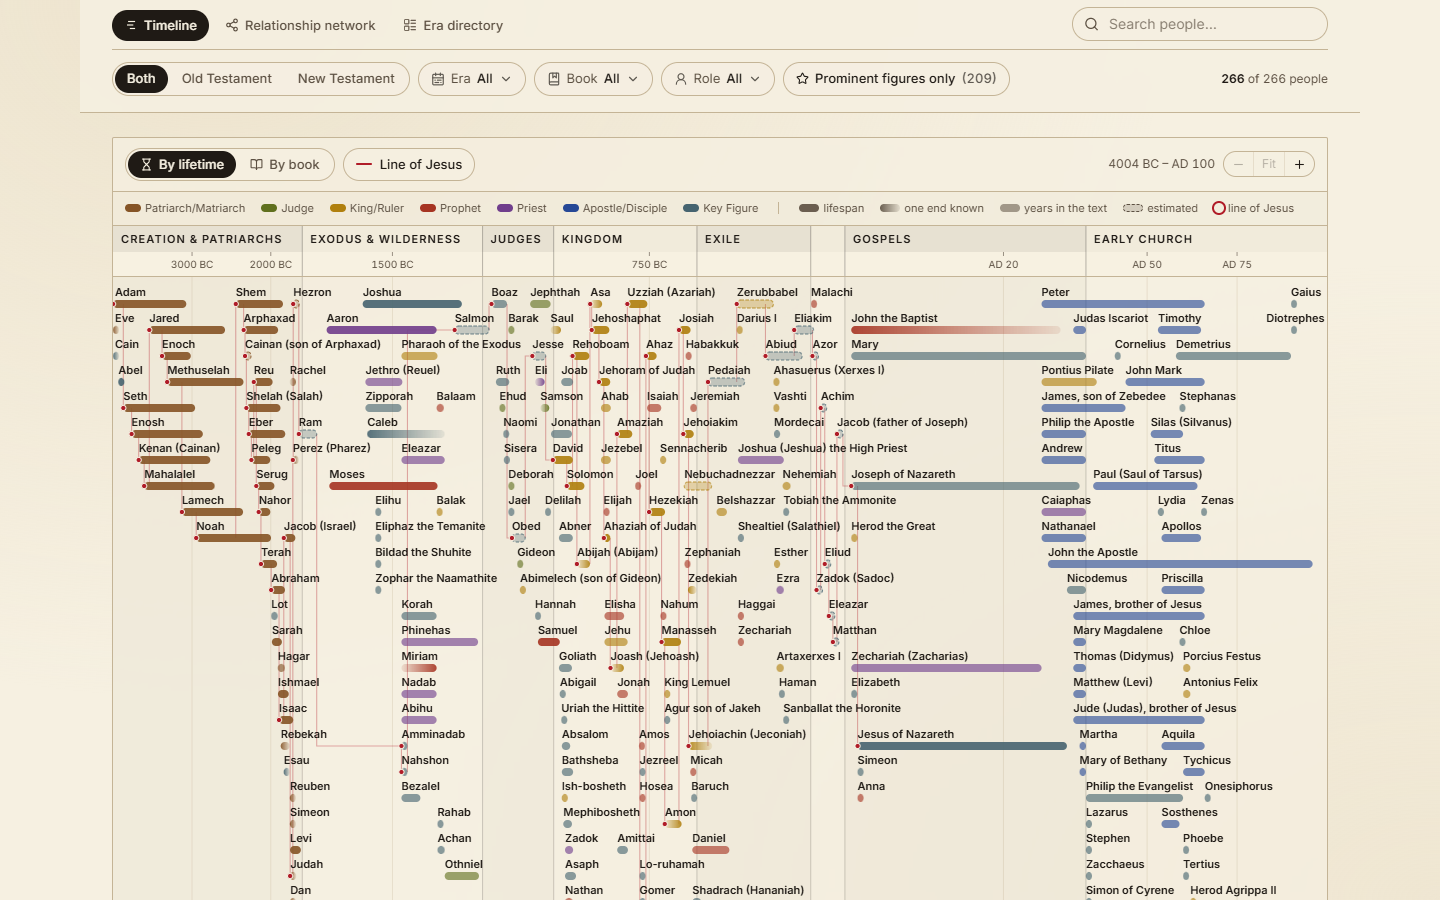 Timeline Relationship network Era directory Search people...
Both Old Testament New Testament Era All Book All Role All Prominent figures only (209) 266 of 266 people
By lifetime By book Line of Jesus 4004 BC – AD 100 − Fit +
Patriarch/Matriarch Judge King/Ruler Prophet Priest Apostle/Disciple Key Figure lifespan one end known years in the text estimated line of Jesus
CREATION & PATRIARCHS EXODUS & WILDERNESS JUDGES KINGDOM EXILE GOSPELS EARLY CHURCH
3000 BC 2000 BC 1500 BC 750 BC AD 20 AD 50 AD 75
Adam Shem Hezron Joshua Boaz Jephthah Asa Uzziah (Azariah) Zerubbabel Malachi Peter Gaius
Eve Jared Arphaxad Aaron Salmon Barak Saul Jehoshaphat Josiah Darius I Eliakim John the Baptist Judas Iscariot Timothy Diotrephes
Cain Enoch Cainan (son of Arphaxad) Pharaoh of the Exodus Jesse Rehoboam Ahaz Habakkuk Abiud Azor Mary Cornelius Demetrius
Abel Methuselah Reu Rachel Jethro (Reuel) Ruth Eli Joab Jehoram of Judah Pedaiah Ahasuerus (Xerxes I) Pontius Pilate John Mark
Seth Shelah (Salah) Zipporah Balaam Ehud Samson Ahab Isaiah Jeremiah Vashti Achim James, son of Zebedee Stephanas
Enosh Eber Ram Caleb Naomi Jonathan Amaziah Jehoiakim Mordecai Jacob (father of Joseph) Philip the Apostle Silas (Silvanus)
Kenan (Cainan) Peleg Perez (Pharez) Eleazar Sisera David Jezebel Sennacherib Joshua (Jeshua) the High Priest Andrew Titus
Mahalalel Serug Moses Deborah Solomon Joel Nebuchadnezzar Nehemiah Joseph of Nazareth Paul (Saul of Tarsus)
Lamech Nahor Elihu Balak Jael Delilah Elijah Hezekiah Belshazzar Tobiah the Ammonite Caiaphas Lydia Zenas
Noah Jacob (Israel) Eliphaz the Temanite Obed Abner Ahaziah of Judah Shealtiel (Salathiel) Herod the Great Nathanael Apollos
Terah Bildad the Shuhite Gideon Abijah (Abijam) Zephaniah Esther Eliud John the Apostle
Abraham Zophar the Naamathite Abimelech (son of Gideon) Zedekiah Ezra Zadok (Sadoc) Nicodemus Priscilla
Lot Korah Hannah Elisha Nahum Haggai Eleazar James, brother of Jesus
Sarah Phinehas Samuel Jehu Manasseh Zechariah Matthan Mary Magdalene Chloe
Hagar Miriam Goliath Joash (Jehoash) Artaxerxes I Zechariah (Zacharias) Thomas (Didymus) Porcius Festus
Ishmael Nadab Abigail Jonah King Lemuel Haman Elizabeth Matthew (Levi) Antonius Felix
Isaac Abihu Uriah the Hittite Agur son of Jakeh Sanballat the Horonite Jude (Judas), brother of Jesus
Rebekah Amminadab Absalom Amos Jehoiachin (Jeconiah) Jesus of Nazareth Martha Aquila
Esau Nahshon Bathsheba Jezreel Micah Simeon Mary of Bethany Tychicus
Reuben Bezalel Ish-bosheth Hosea Baruch Anna Philip the Evangelist Onesiphorus
Simeon Rahab Mephibosheth Amon Lazarus Sosthenes
Levi Achan Zadok Amittai Daniel Stephen Phoebe
Judah Othniel Asaph Lo-ruhamah Zacchaeus Tertius
Dan Nathan Gomer Shadrach (Hananiah) Simon of Cyrene Herod Agrippa II